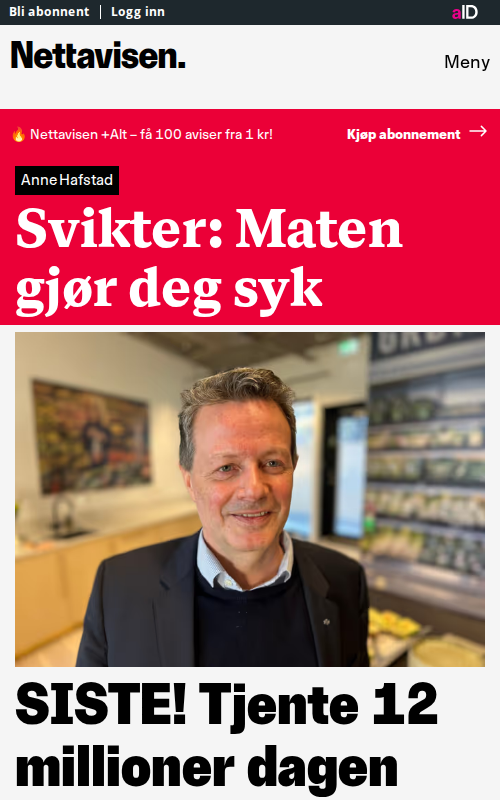 Bli abonnent | Logg inn
aID
Nettavisen.
Meny
🔥 Nettavisen +Alt – få 100 aviser fra 1 kr!
Kjøp abonnement →
Anne Hafstad
Svikter: Maten
gjør deg syk
SISTE! Tjente 12
millioner dagen